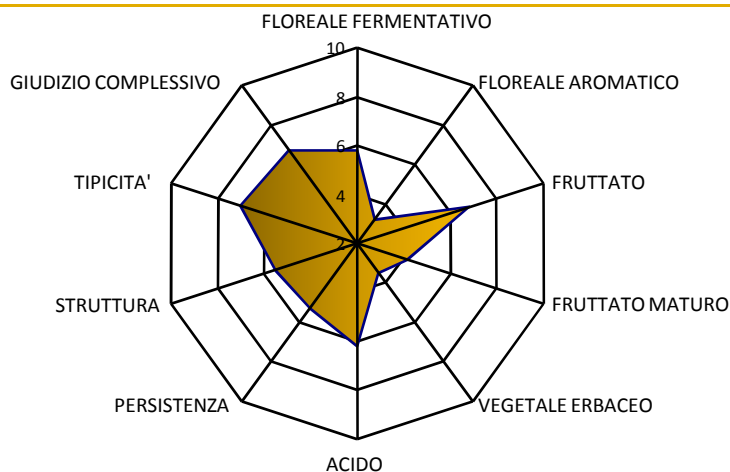 FLOREALE FERMENTATIVO
10
GIUDIZIO COMPLESSIVO
FLOREALE AROMATICO
8
6
TIPICITA'
FRUTTATO
4
2
STRUTTURA
FRUTTATO MATURO
PERSISTENZA
VEGETALE ERBACEO
ACIDO